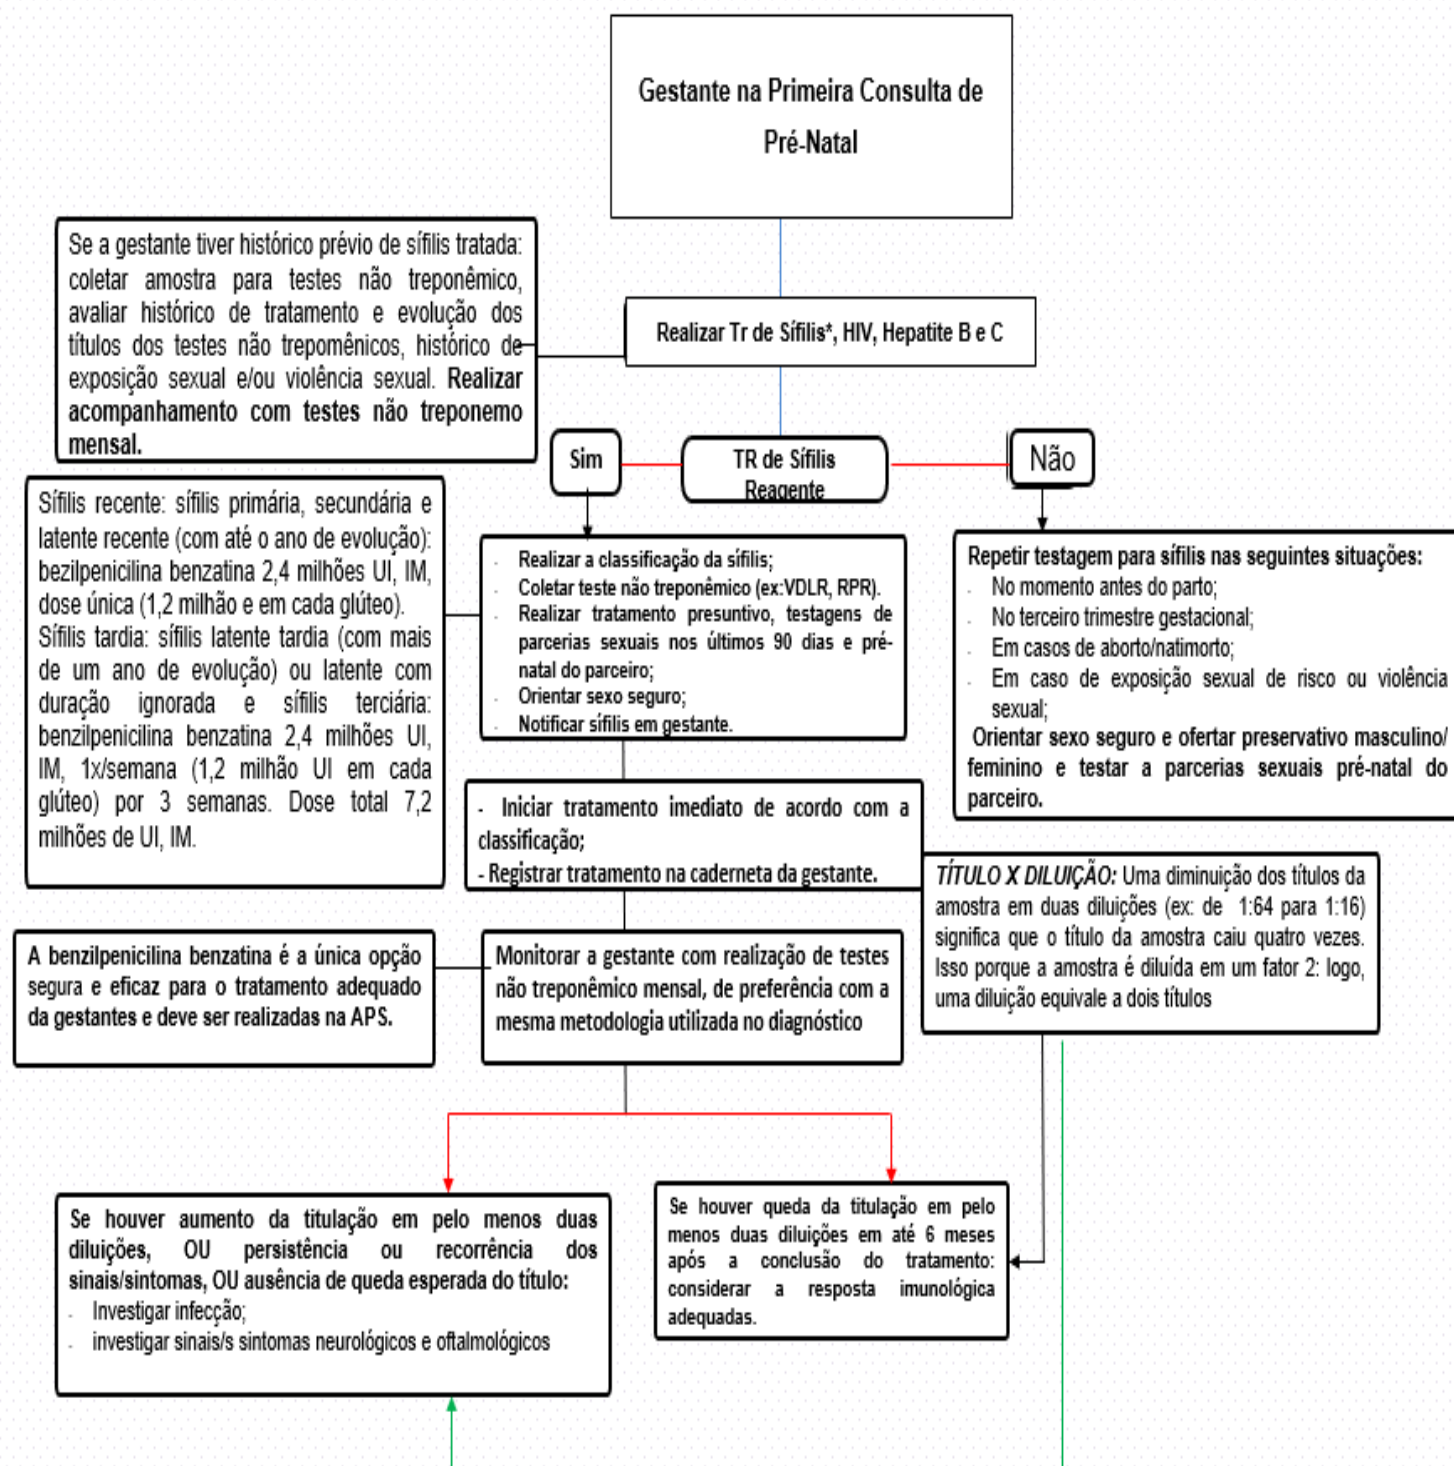 Gestante na Primeira Consulta de
Pré-Natal
Se a gestante tiver histórico prévio de sífilis tratada:
coletar amostra para testes não treponêmico,
avaliar histórico de tratamento e evolução dos
títulos dos testes não trepomênicos, histórico de
exposição sexual e/ou violência sexual. Realizar
acompanhamento com testes não treponemo
mensal.
Realizar Tr de Sífilis*, HIV, Hepatite B e C
Sim
TR de Sífilis
Reagente
Não
Sífilis recente: sífilis primária, secundária e
latente recente (com até o ano de evolução):
bezilpenicilina benzatina 2,4 milhões UI, IM,
dose única (1,2 milhão e em cada glúteo).
Sífilis tardia: sífilis latente tardia (com mais
de um ano de evolução) ou latente com
duração ignorada e sífilis terciária:
benzilpenicilina benzatina 2,4 milhões UI,
IM, 1x/semana (1,2 milhão UI em cada
glúteo) por 3 semanas. Dose total 7,2
milhões de UI, IM.
- Realizar a classificação da sífilis;
- Coletar teste não treponêmico (ex:VDLR, RPR).
- Realizar tratamento presuntivo, testagens de
parcerias sexuais nos últimos 90 dias e pré-
natal do parceiro;
- Orientar sexo seguro;
- Notificar sífilis em gestante.
Repetir testagem para sífilis nas seguintes situações:
- No momento antes do parto;
- No terceiro trimestre gestacional;
- Em casos de aborto/natimorto;
- Em caso de exposição sexual de risco ou violência
sexual;
Orientar sexo seguro e ofertar preservativo masculino/
feminino e testar a parcerias sexuais pré-natal do
parceiro.
- Iniciar tratamento imediato de acordo com a
classificação;
- Registrar tratamento na caderneta da gestante.
TÍTULO X DILUIÇÃO: Uma diminuição dos títulos da
amostra em duas diluições (ex: de 1:64 para 1:16)
significa que o título da amostra caiu quatro vezes.
Isso porque a amostra é diluída em um fator 2: logo,
uma diluição equivale a dois títulos
A benzilpenicilina benzatina é a única opção
segura e eficaz para o tratamento adequado
da gestantes e deve ser realizadas na APS.
Monitorar a gestante com realização de testes
não treponêmico mensal, de preferência com a
mesma metodologia utilizada no diagnóstico
Se houver aumento da titulação em pelo menos duas
diluições, OU persistência ou recorrência dos
sinais/sintomas, OU ausência de queda esperada do título:
- Investigar infecção;
- investigar sinais/s sintomas neurológicos e oftalmológicos
Se houver queda da titulação em pelo
menos duas diluições em até 6 meses
após a conclusão do tratamento:
considerar a resposta imunológica
adequadas.